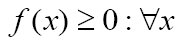 f(x) ≥ 0 : ∀x